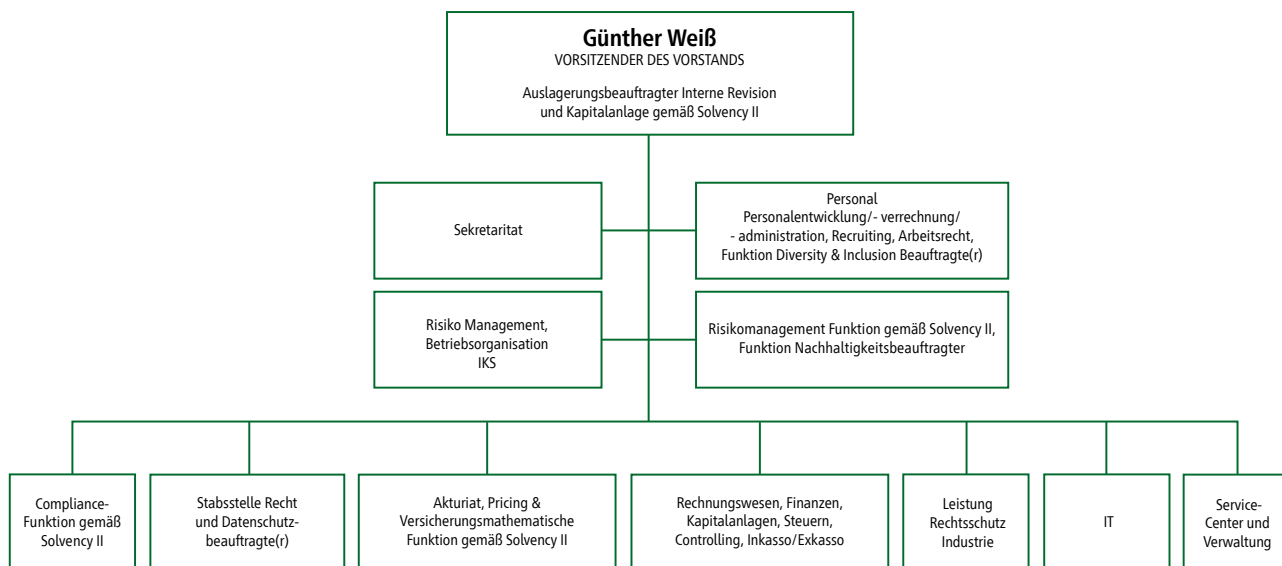 Günther Weiß
VORSITZENDER DES VORSTANDS
Auslagerungsbeauftragter Interne Revision
und Kapitalanlage gemäß Solvency II
Sekretaritat
Personal
Personalentwicklung/- verrechnung/
- administration, Recruiting, Arbeitsrecht,
Funktion Diversity & Inclusion Beauftragte(r)
Risiko Management,
Betriebsorganisation
IKS
Risikomanagement Funktion gemäß Solvency II,
Funktion Nachhaltigkeitsbeauftragter
Compliance-
Funktion gemäß
Solvency II
Stabsstelle Recht
und Datenschutz-
beauftragte(r)
Akturiat, Pricing &
Versicherungsmathematische
Funktion gemäß Solvency II
Rechnungswesen, Finanzen,
Kapitalanlagen, Steuern,
Controlling, Inkasso/Exkasso
Leistung
Rechtsschutz
Industrie
IT
Service-
Center und
Verwaltung